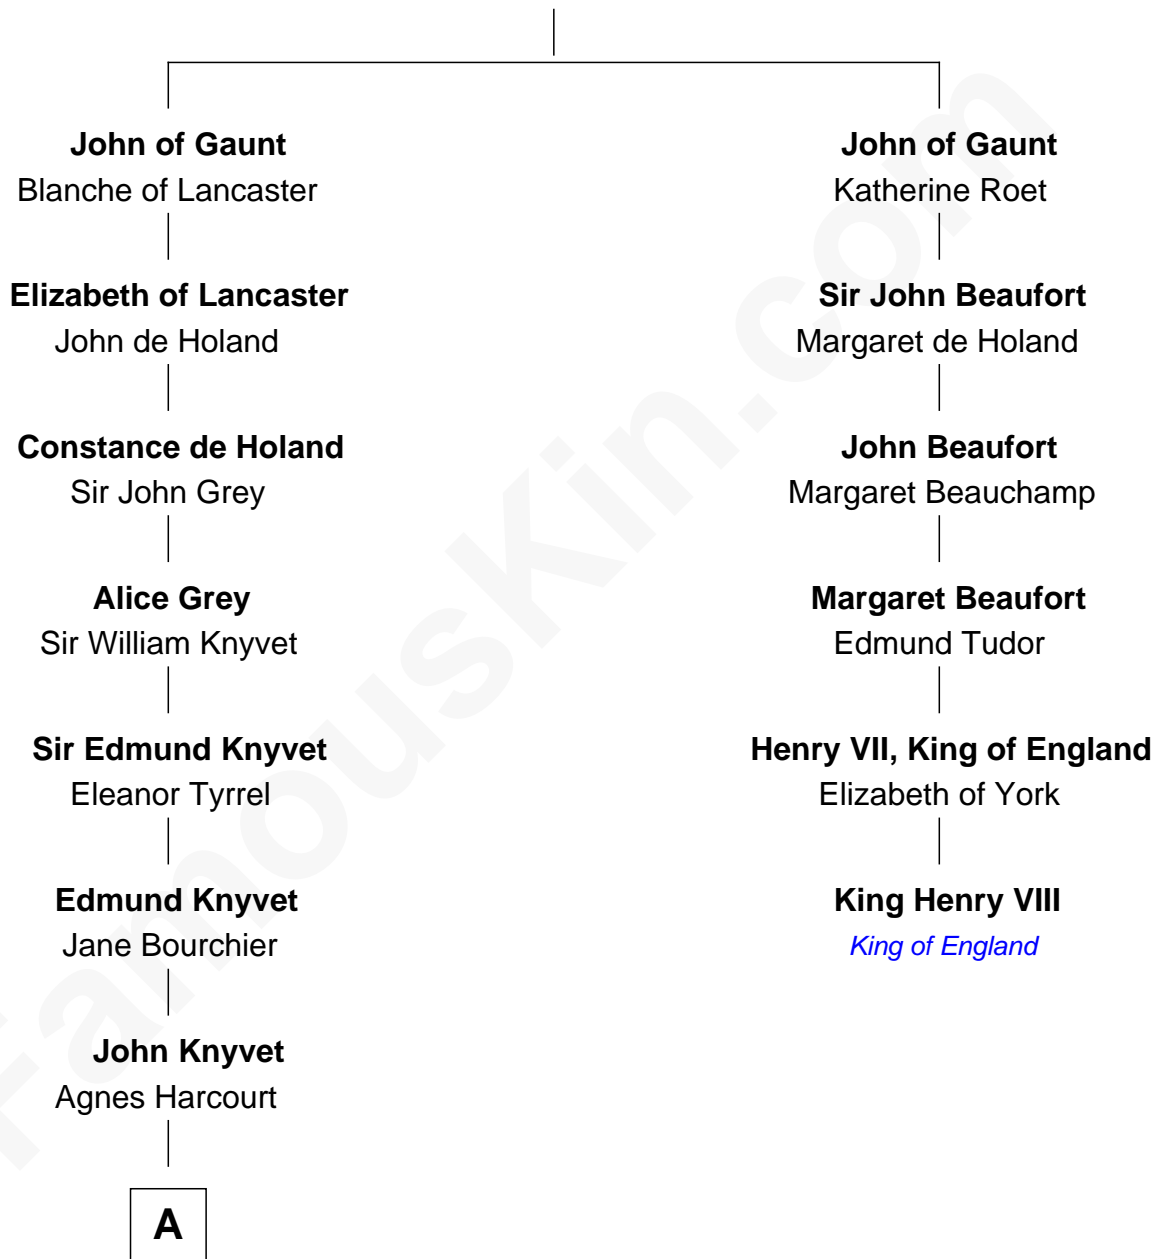 John of Gaunt
Blanche of Lancaster
Elizabeth of Lancaster
John de Holand
Constance de Holand
Sir John Grey
Alice Grey
Sir William Knyvet
Sir Edmund Knyvet
Eleanor Tyrrel
Edmund Knyvet
Jane Bourchier
John Knyvet
Agnes Harcourt
A
John of Gaunt
Katherine Roet
Sir John Beaufort
Margaret de Holand
John Beaufort
Margaret Beauchamp
Margaret Beaufort
Edmund Tudor
Henry VII, King of England
Elizabeth of York
King Henry VIII
King of England
FamousKin.com